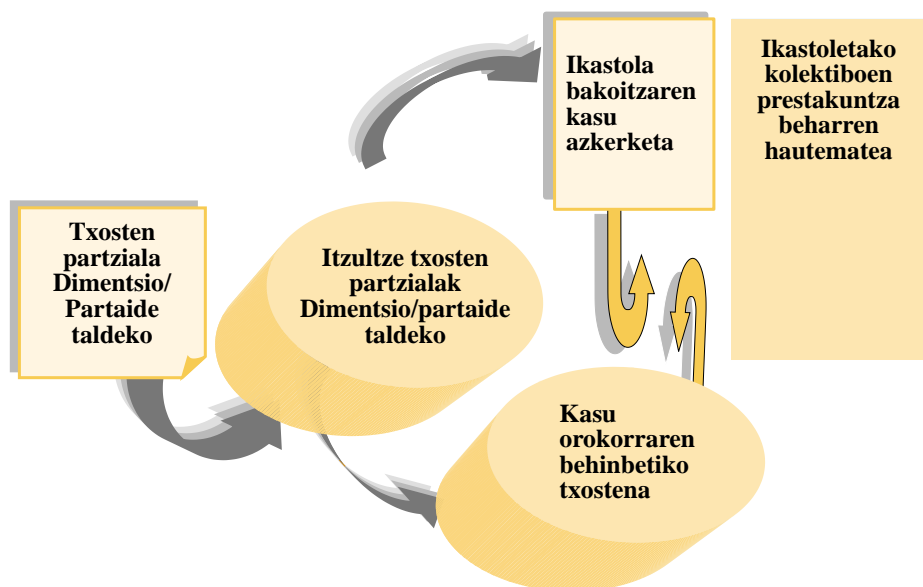 Txosten
partziala
Dimentsio/
Partaide
taldeko
Itzultze txosten
partzialak
Dimentsio/partaide
taldeko
Ikastola
bakoitzaren
kasu
azkerketa
Ikastoletako
kolektiboen
prestakuntza
beharren
hautematea
Kasu
orokorraren
behinbetiko
txostena